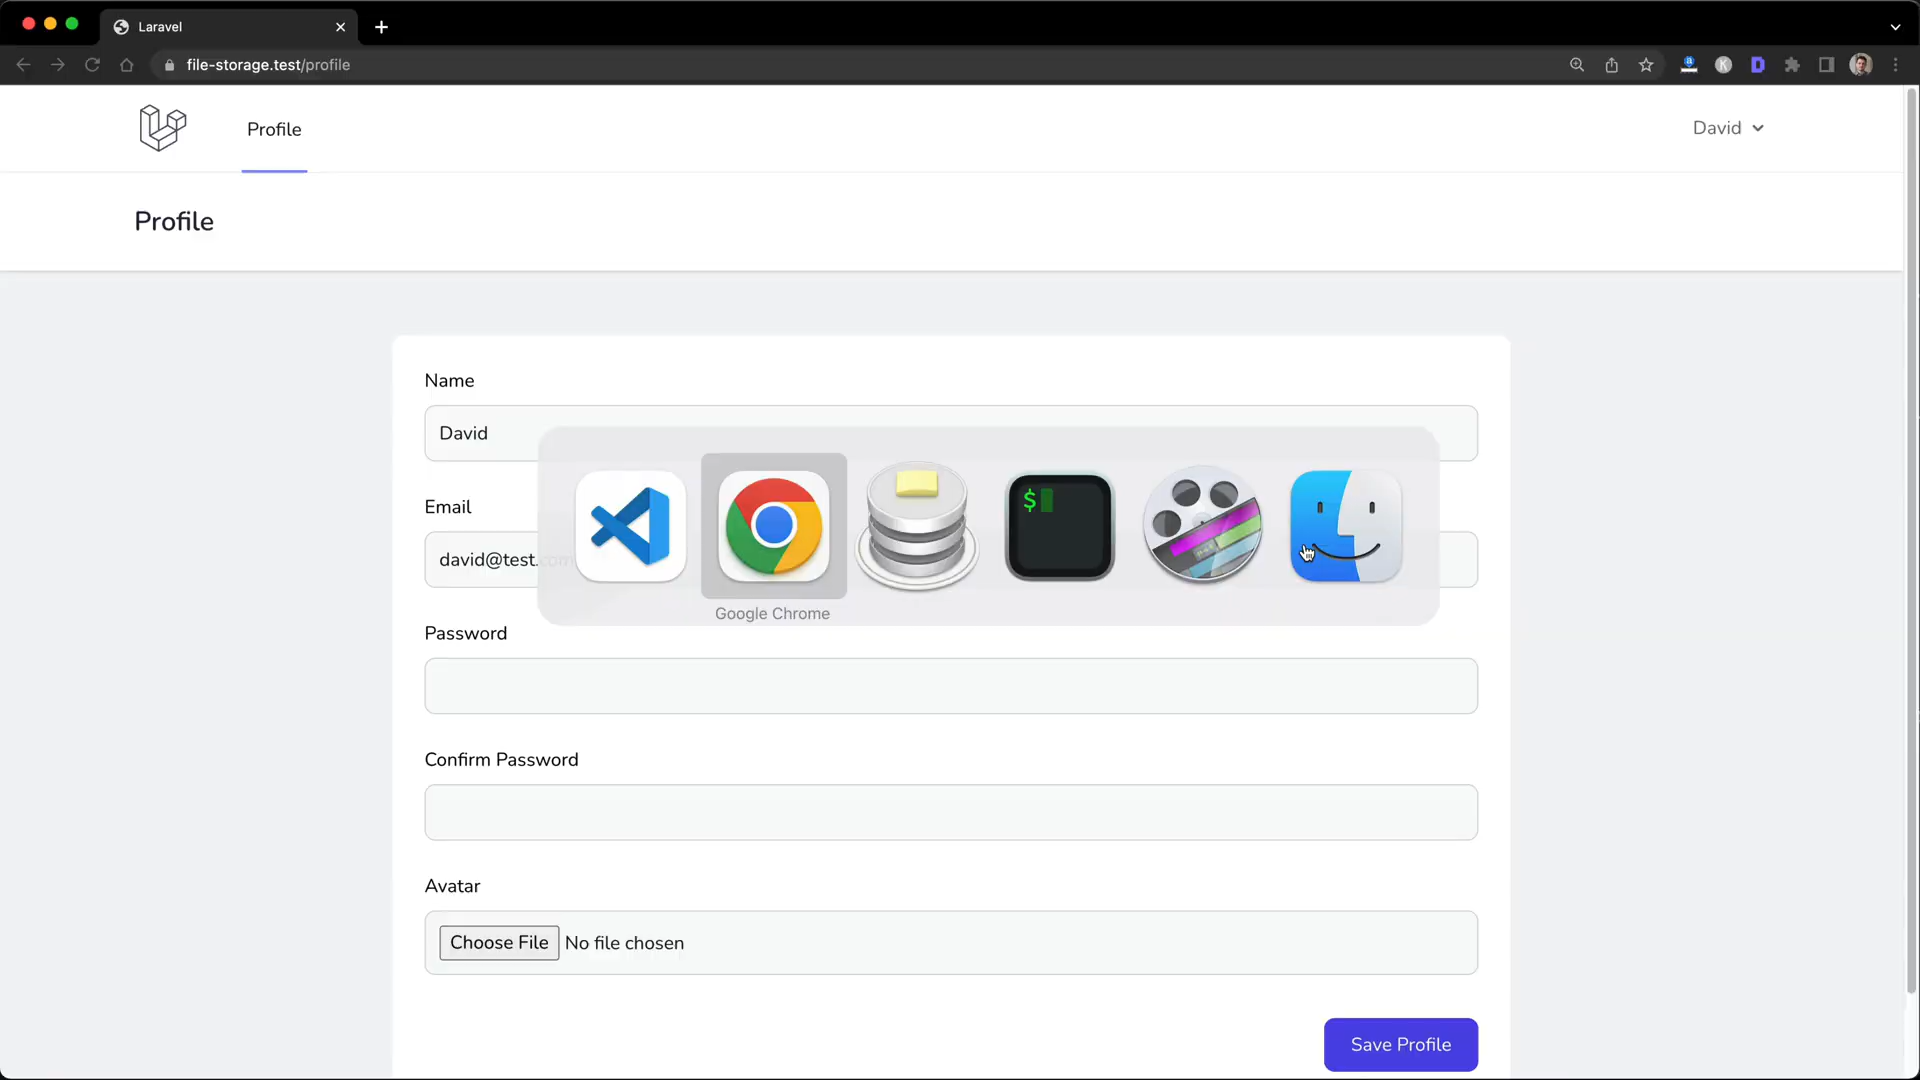 Laravel
file-storage.test/profile
Profile
David
Profile
Name
David
Email
david@test.com
$
Google Chrome
Password
Confirm Password
Avatar
Choose File No file chosen
Save Profile